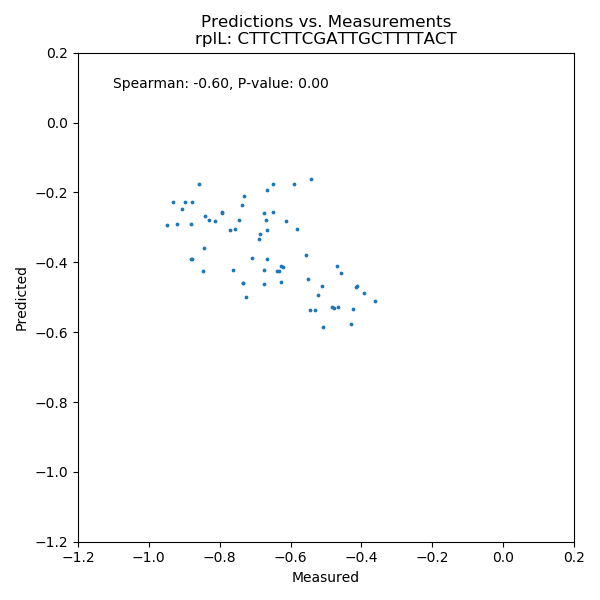 Predictions vs. Measurements
rplL: CTTCTTCGATTGCTTTTACT
Spearman: -0.60, P-value: 0.00
0.2
0.0
−0.2
−0.4
−0.6
−0.8
−1.0
−1.2
Predicted
−1.2 −1.0 −0.8 −0.6 −0.4 −0.2 0.0 0.2
Measured